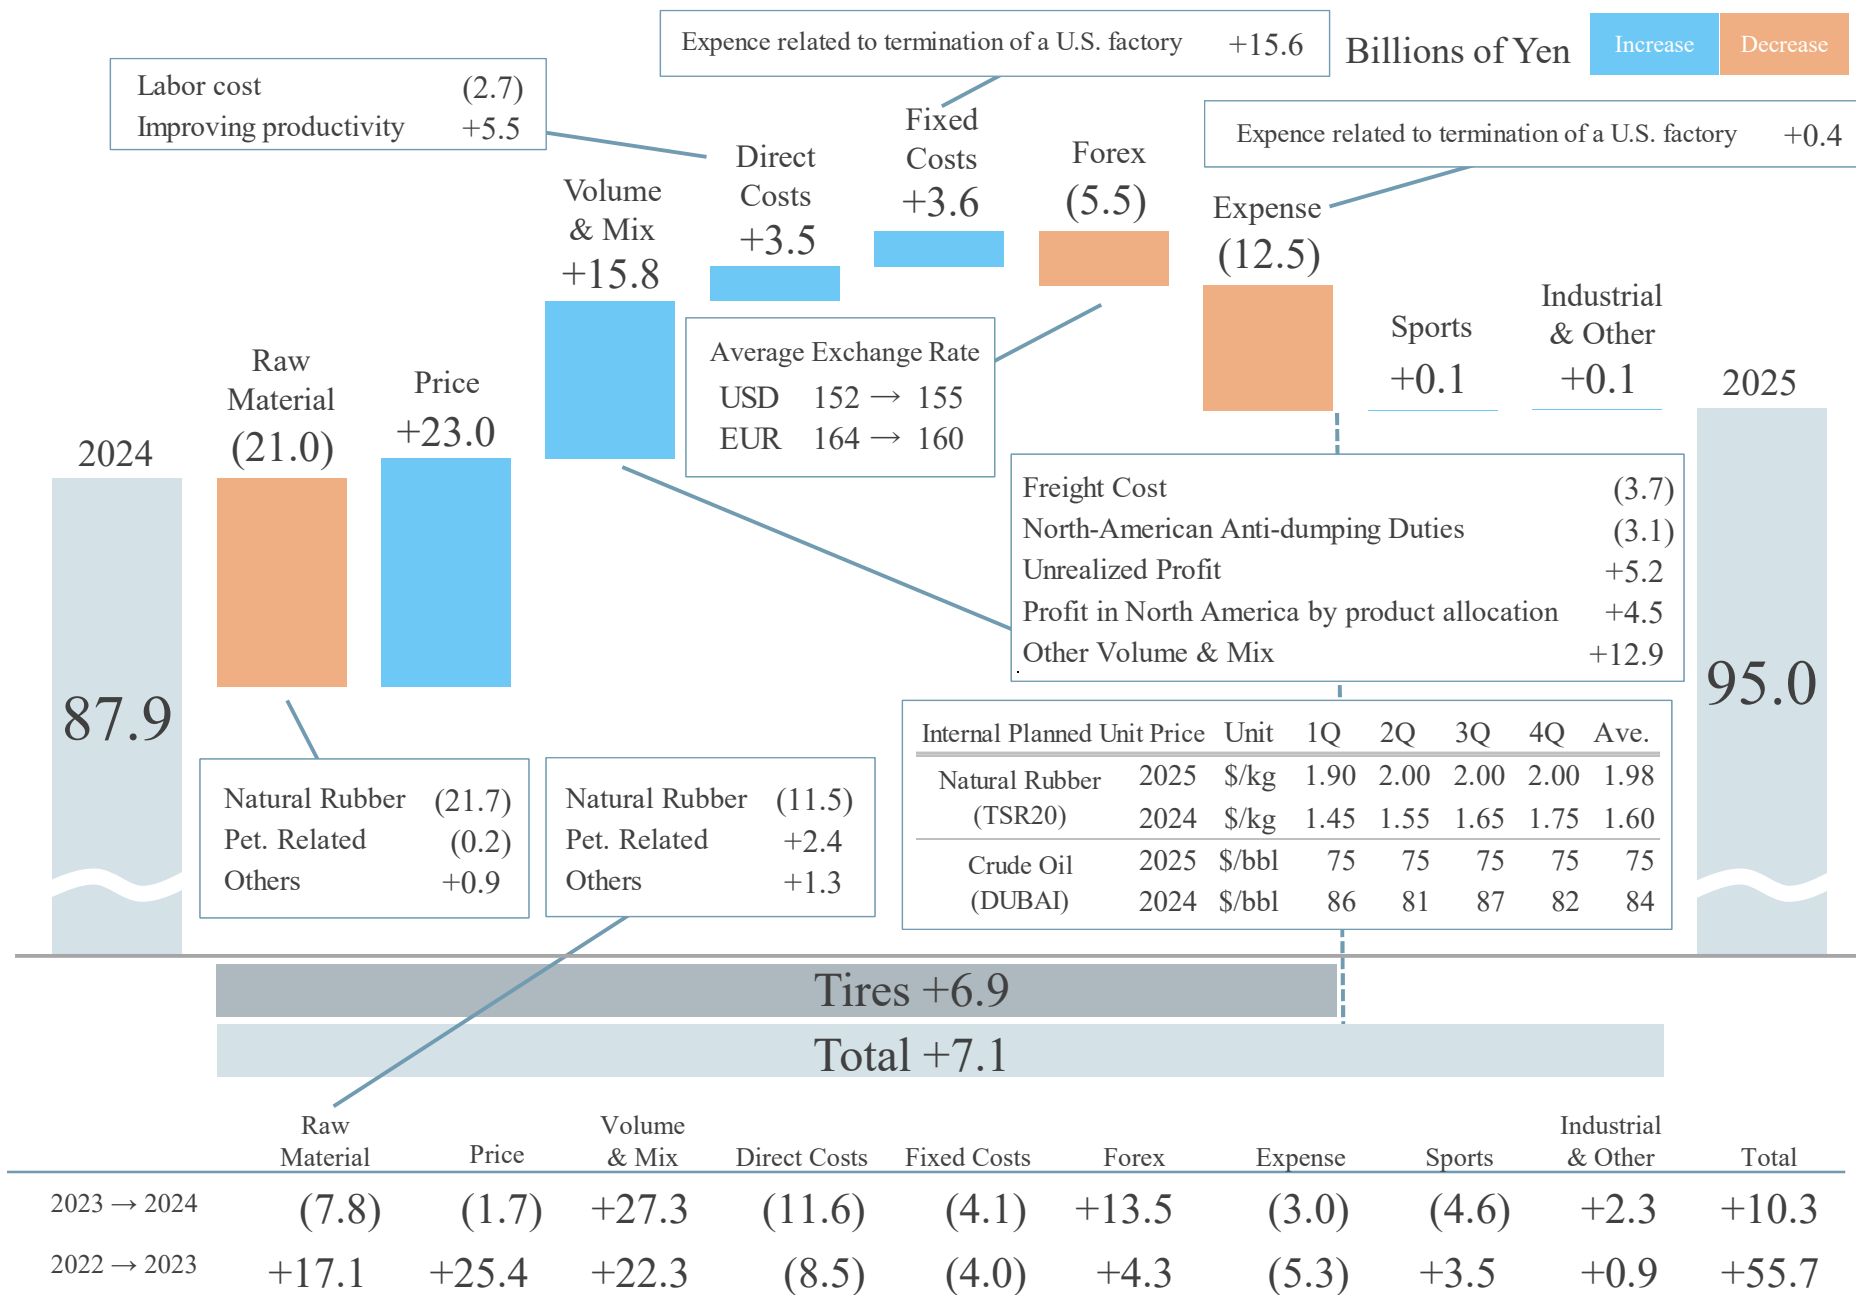 Expence related to termination of a U.S. factory +15.6
Billions of Yen
Increase
Decrease
Labor cost (2.7)
Improving productivity +5.5
Expence related to termination of a U.S. factory +0.4
2024
87.9
Raw
Material
(21.0)
Price
+23.0
Volume
& Mix
+15.8
Direct
Costs
+3.5
Fixed
Costs
+3.6
Forex
(5.5)
Expense
(12.5)
Sports
+0.1
Industrial
& Other
+0.1
2025
95.0
Average Exchange Rate
USD 152 → 155
EUR 164 → 160
Freight Cost (3.7)
North-American Anti-dumping Duties (3.1)
Unrealized Profit +5.2
Profit in North America by product allocation +4.5
Other Volume & Mix +12.9
Natural Rubber (21.7)
Pet. Related (0.2)
Others +0.9
Natural Rubber (11.5)
Pet. Related +2.4
Others +1.3
Internal Planned Unit Price Unit 1Q 2Q 3Q 4Q Ave.
Natural Rubber
(TSR20)
2025 $/kg 1.90 2.00 2.00 2.00 1.98
2024 $/kg 1.45 1.55 1.65 1.75 1.60
Crude Oil
(DUBAI)
2025 $/bbl 75 75 75 75 75
2024 $/bbl 86 81 87 82 84
Tires +6.9
Total +7.1
Raw
Material
Price
Volume
& Mix
Direct Costs
Fixed Costs
Forex
Expense
Sports
Industrial
& Other
Total
2023 → 2024 (7.8) (1.7) +27.3 (11.6) (4.1) +13.5 (3.0) (4.6) +2.3 +10.3
2022 → 2023 +17.1 +25.4 +22.3 (8.5) (4.0) +4.3 (5.3) +3.5 +0.9 +55.7